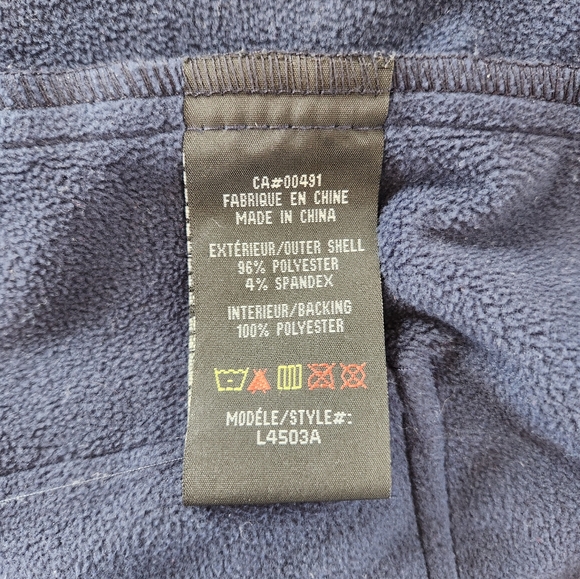 CA#00491
FABRIQUE EN CHINE
MADE IN CHINA
EXTÉRIEUR/OUTER SHELL
96% POLYESTER
4% SPANDEX
INTERIEUR/BACKING
100% POLYESTER
MODÉLE/STYLE#:
L4503A